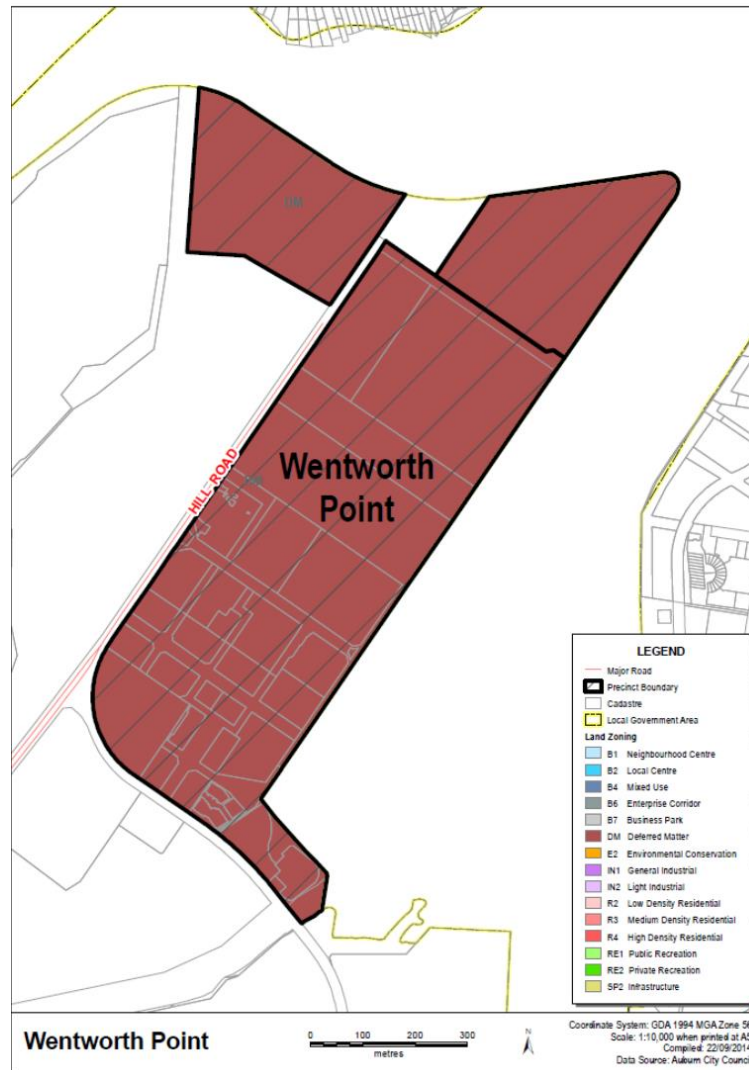 DM
HILL ROAD
Wentworth
Point
LEGEND
Major Road
Precinct Boundary
Cadastre
Local Government Area
Land Zoning
B1 Neighbourhood Centre
B2 Local Centre
B4 Mixed Use
B6 Enterprise Corridor
B7 Business Park
DM Deferred Matter
E2 Environmental Conservation
IN1 General Industrial
IN2 Light Industrial
R2 Low Density Residential
R3 Medium Density Residential
R4 High Density Residential
RE1 Public Recreation
RE2 Private Recreation
SP2 Infrastructure
Wentworth Point
0 100 200 300
metres
N
Coordinate System: GDA 1994 MGA Zone 56
Scale: 1:10,000 when printed at A5
Compiled: 22/09/2014
Data Source: Auburn City Council